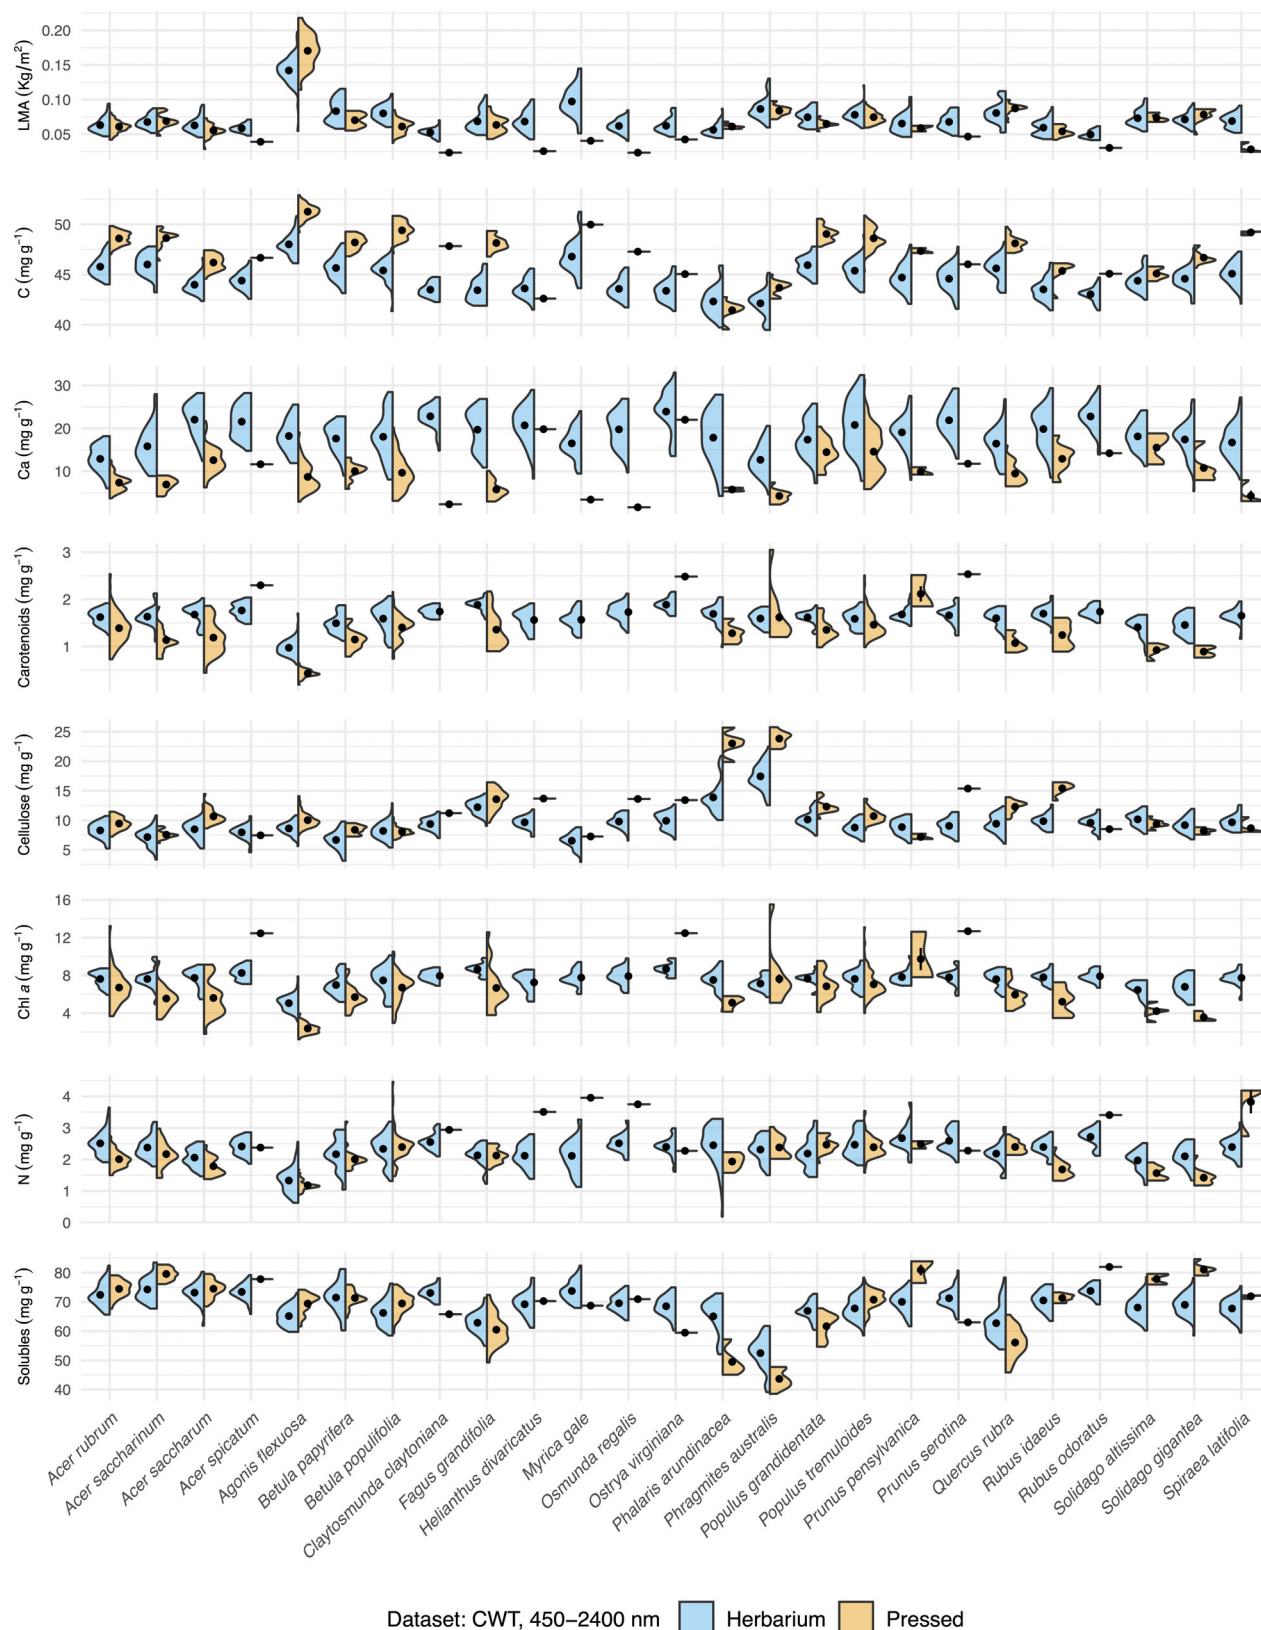 LMA (Kg/m²)
0.20
0.15
0.10
0.05
C (mg g⁻¹)
50
45
40
Ca (mg g⁻¹)
30
20
10
Carotenoids (mg g⁻¹)
3
2
1
Cellulose (mg g⁻¹)
25
20
15
10
5
Chl a (mg g⁻¹)
16
12
8
4
N (mg g⁻¹)
4
3
2
1
0
Solubles (mg g⁻¹)
80
70
60
50
40
Acer rubrum
Acer saccharinum
Acer saccharum
Acer spicatum
Agonis flexuosa
Betula papyrifera
Betula populifolia
Claytosmunda claytoniana
Fagus grandifolia
Helianthus divaricatus
Myrica gale
Osmunda regalis
Ostrya virginiana
Phalaris arundinacea
Phragmites australis
Populus grandidentata
Populus tremuloides
Prunus pensylvanica
Prunus serotina
Quercus rubra
Rubus idaeus
Rubus odoratus
Solidago altissima
Solidago gigantea
Spiraea latifolia
Dataset: CWT, 450–2400 nm Herbarium Pressed